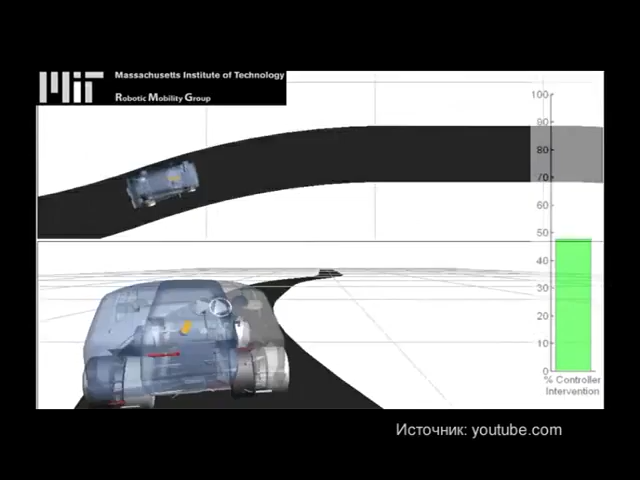 MiT
Massachusetts Institute of Technology
Robotic Mobility Group
100
90
80
70
60
50
40
30
20
10
0
% Controller
Intervention
Источник: youtube.com